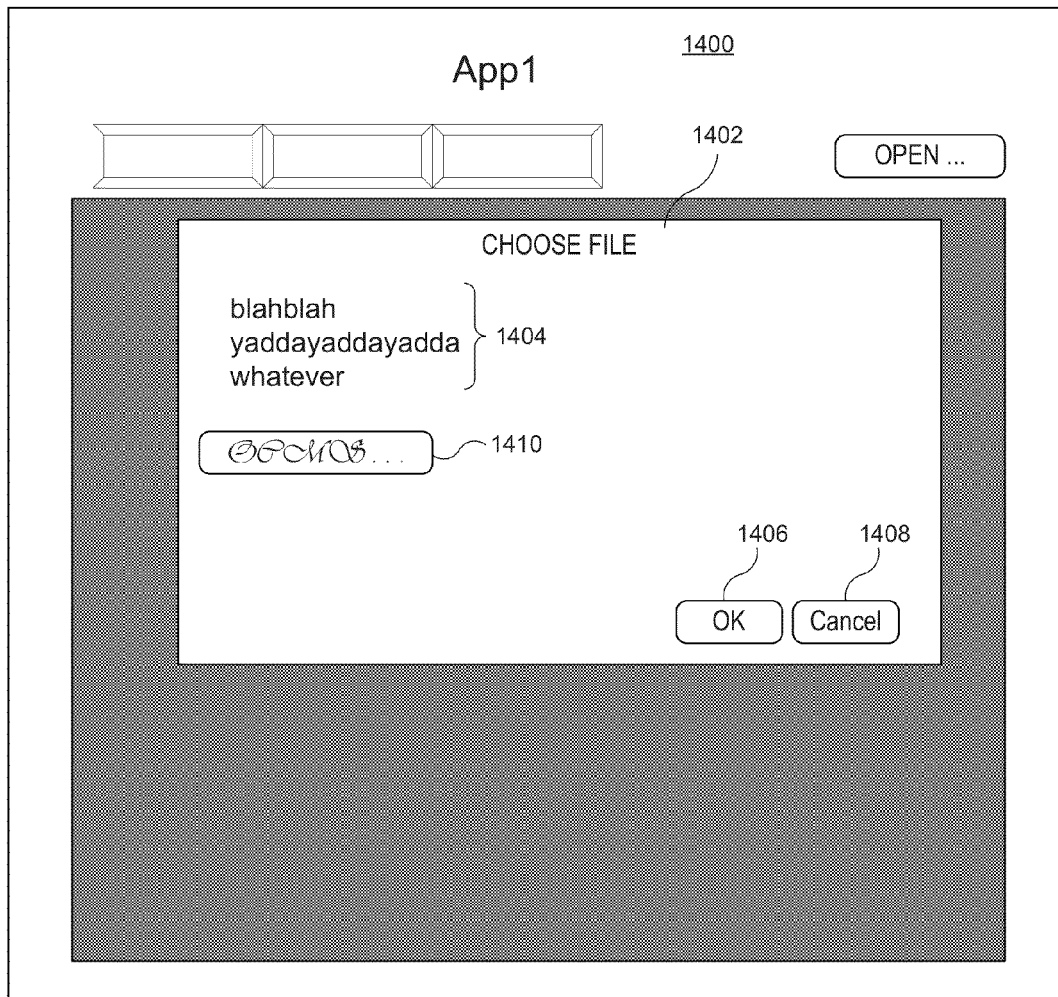 1400
App1
1402
OPEN ...
CHOOSE FILE
blahblah
yaddayaddayadda
whatever
1404
OCMS...
1410
1406
1408
OK
Cancel